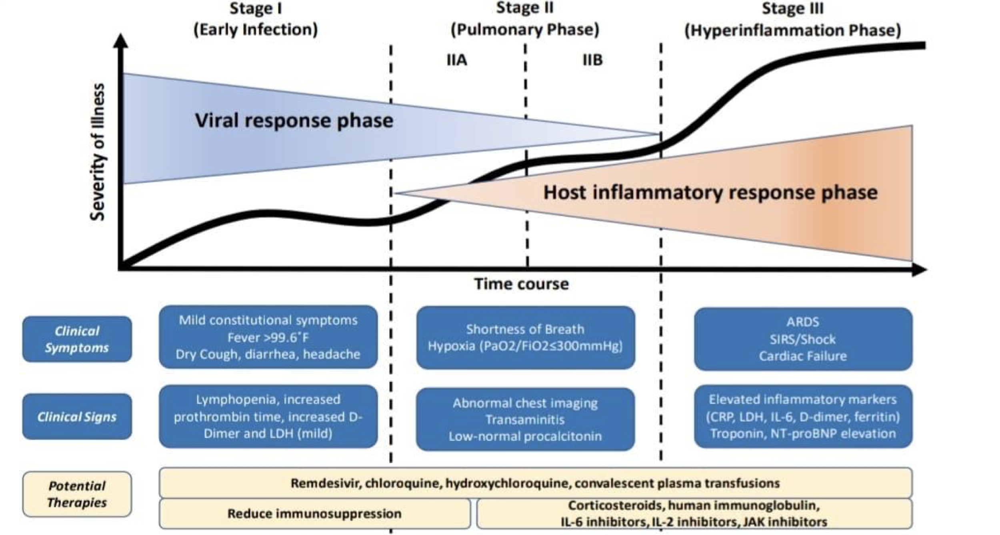 Stage I
(Early Infection)
Stage II
(Pulmonary Phase)
Stage III
(Hyperinflammation Phase)
IIA
IIB
Severity of Illness
Viral response phase
Host inflammatory response phase
Time course
Clinical
Symptoms
Mild constitutional symptoms
Fever >99.6°F
Dry Cough, diarrhea, headache
Shortness of Breath
Hypoxia (PaO2/FiO2≤300mmHg)
ARDS
SIRS/Shock
Cardiac Failure
Clinical Signs
Lymphopenia, increased
prothrombin time, increased D-
Dimer and LDH (mild)
Abnormal chest imaging
Transaminitis
Low-normal procalcitonin
Elevated inflammatory markers
(CRP, LDH, IL-6, D-dimer, ferritin)
Troponin, NT-proBNP elevation
Potential
Therapies
Remdesivir, chloroquine, hydroxychloroquine, convalescent plasma transfusions
Reduce immunosuppression
Corticosteroids, human immunoglobulin,
IL-6 inhibitors, IL-2 inhibitors, JAK inhibitors